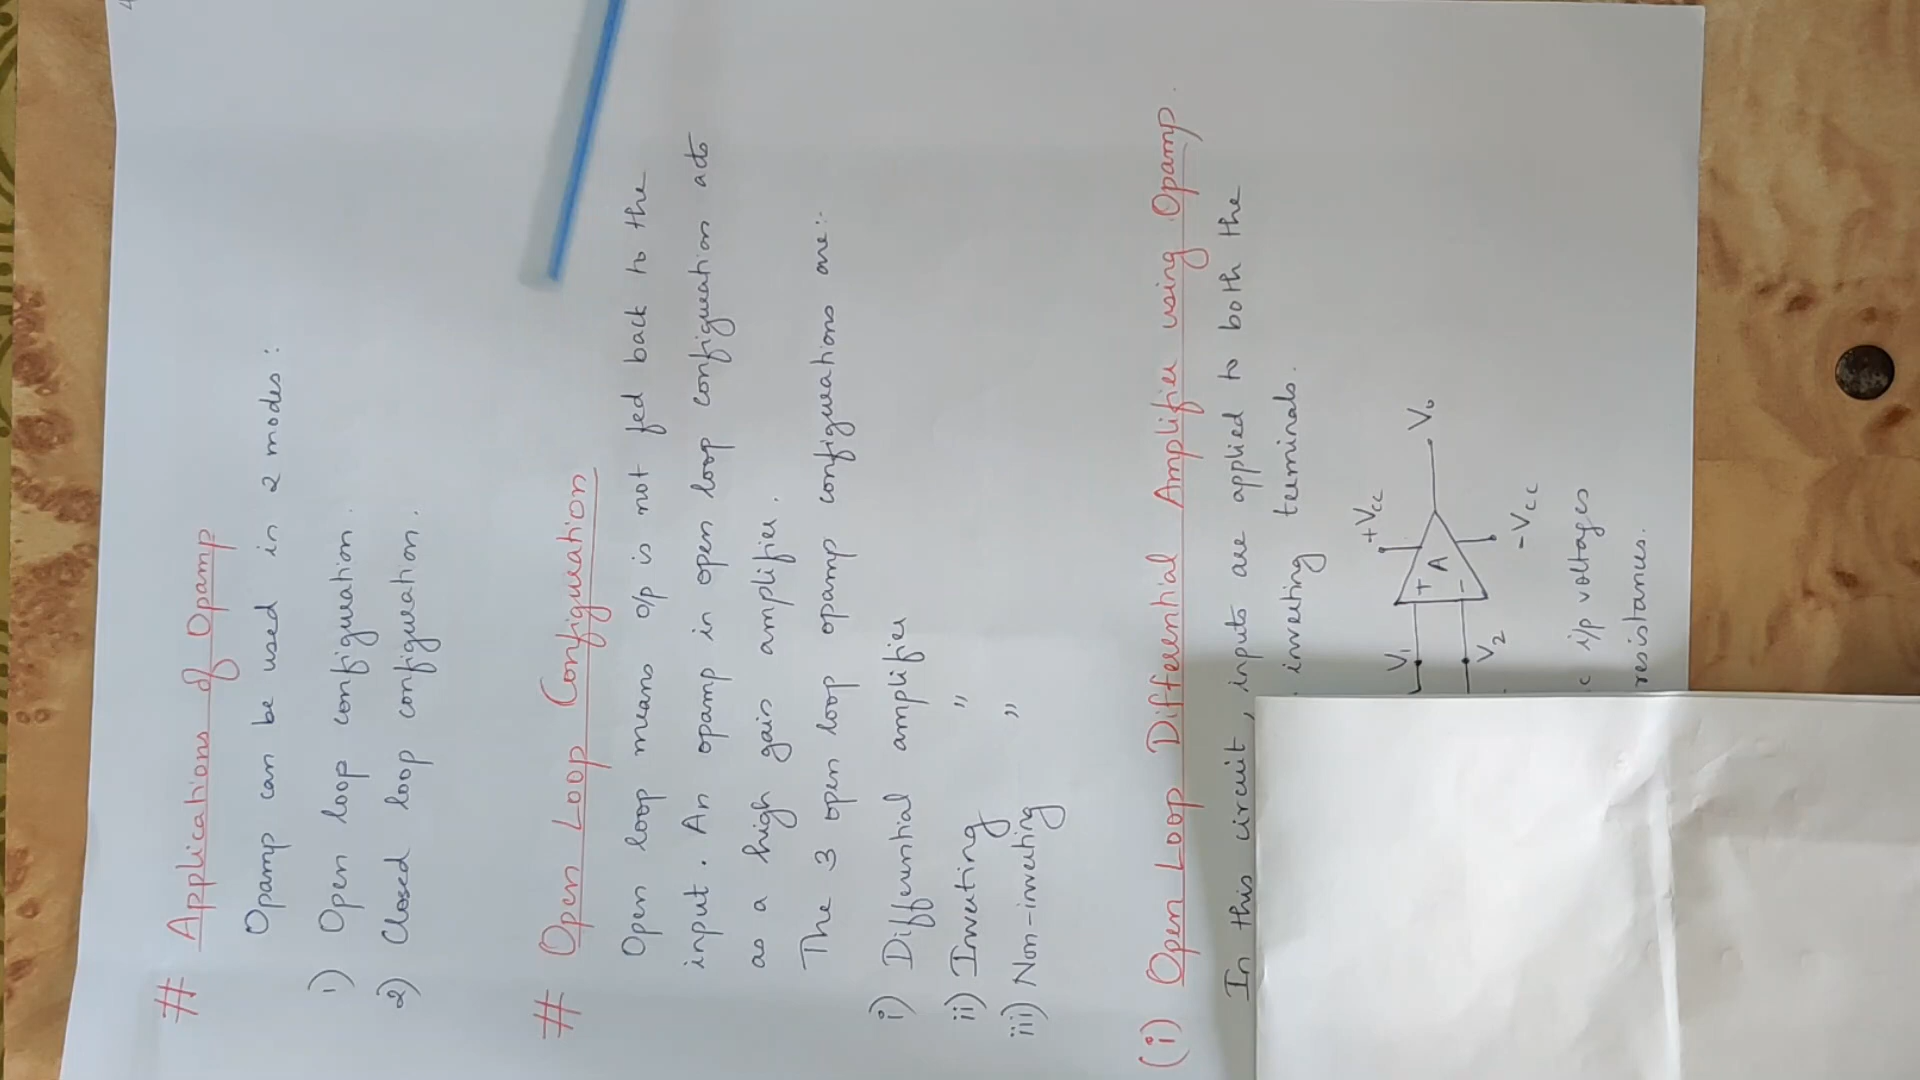 # Applications of Opamp
Opamp can be used in 2 modes :
1) Open loop configuration.
2) Closed loop configuration.
# Open Loop Configuration
Open loop means o/p is not fed back to the
input. An opamp in open loop configuration acts
as a high gain amplifier.
The 3 open loop opamp configurations are:-
i) Differential amplifier
ii) Inverting "
iii) Non-inverting "
(i) Open Loop Differential Amplifier using Opamp.
In this circuit, inputs are applied to both the
inverting terminals.
+Vcc
V1
+
A
-
V0
V2
-Vcc
i/p voltages
resistances.